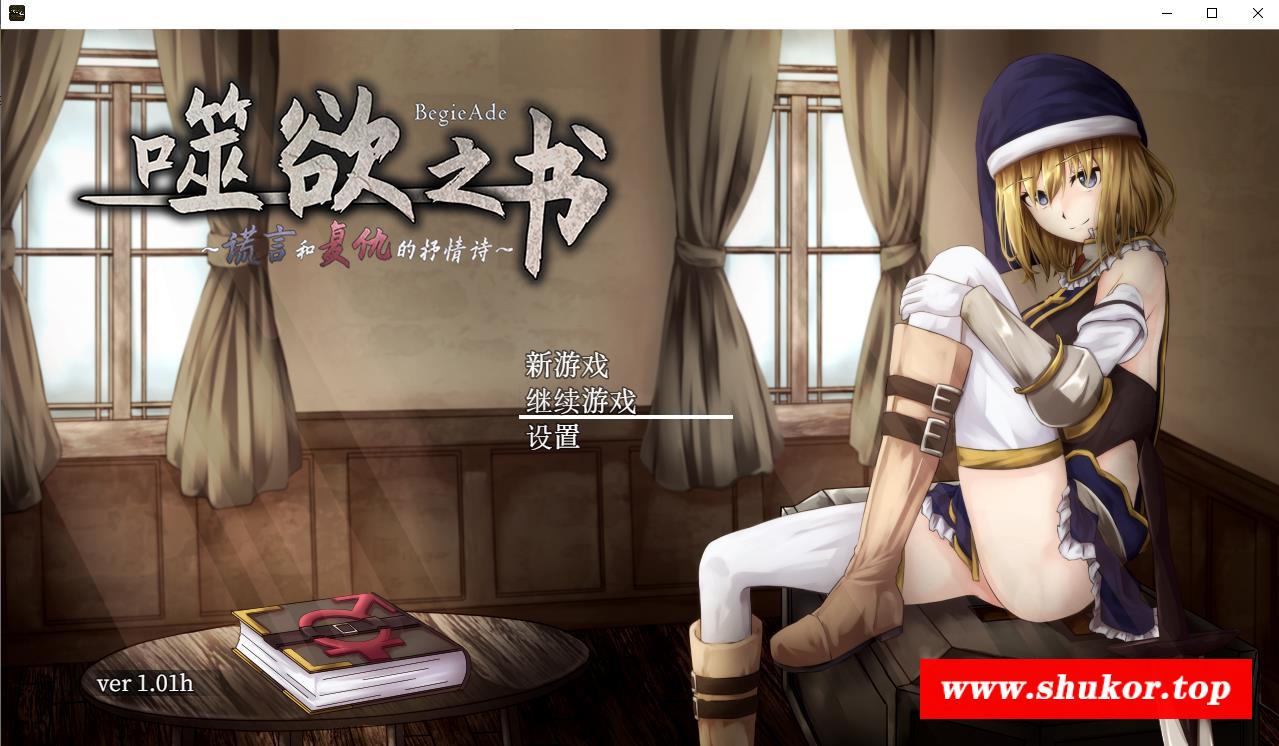 BegieAde
噬欲之书
~谎言和复仇的抒情诗~
新游戏
继续游戏
设置
ver 1.01h
www.shukor.top